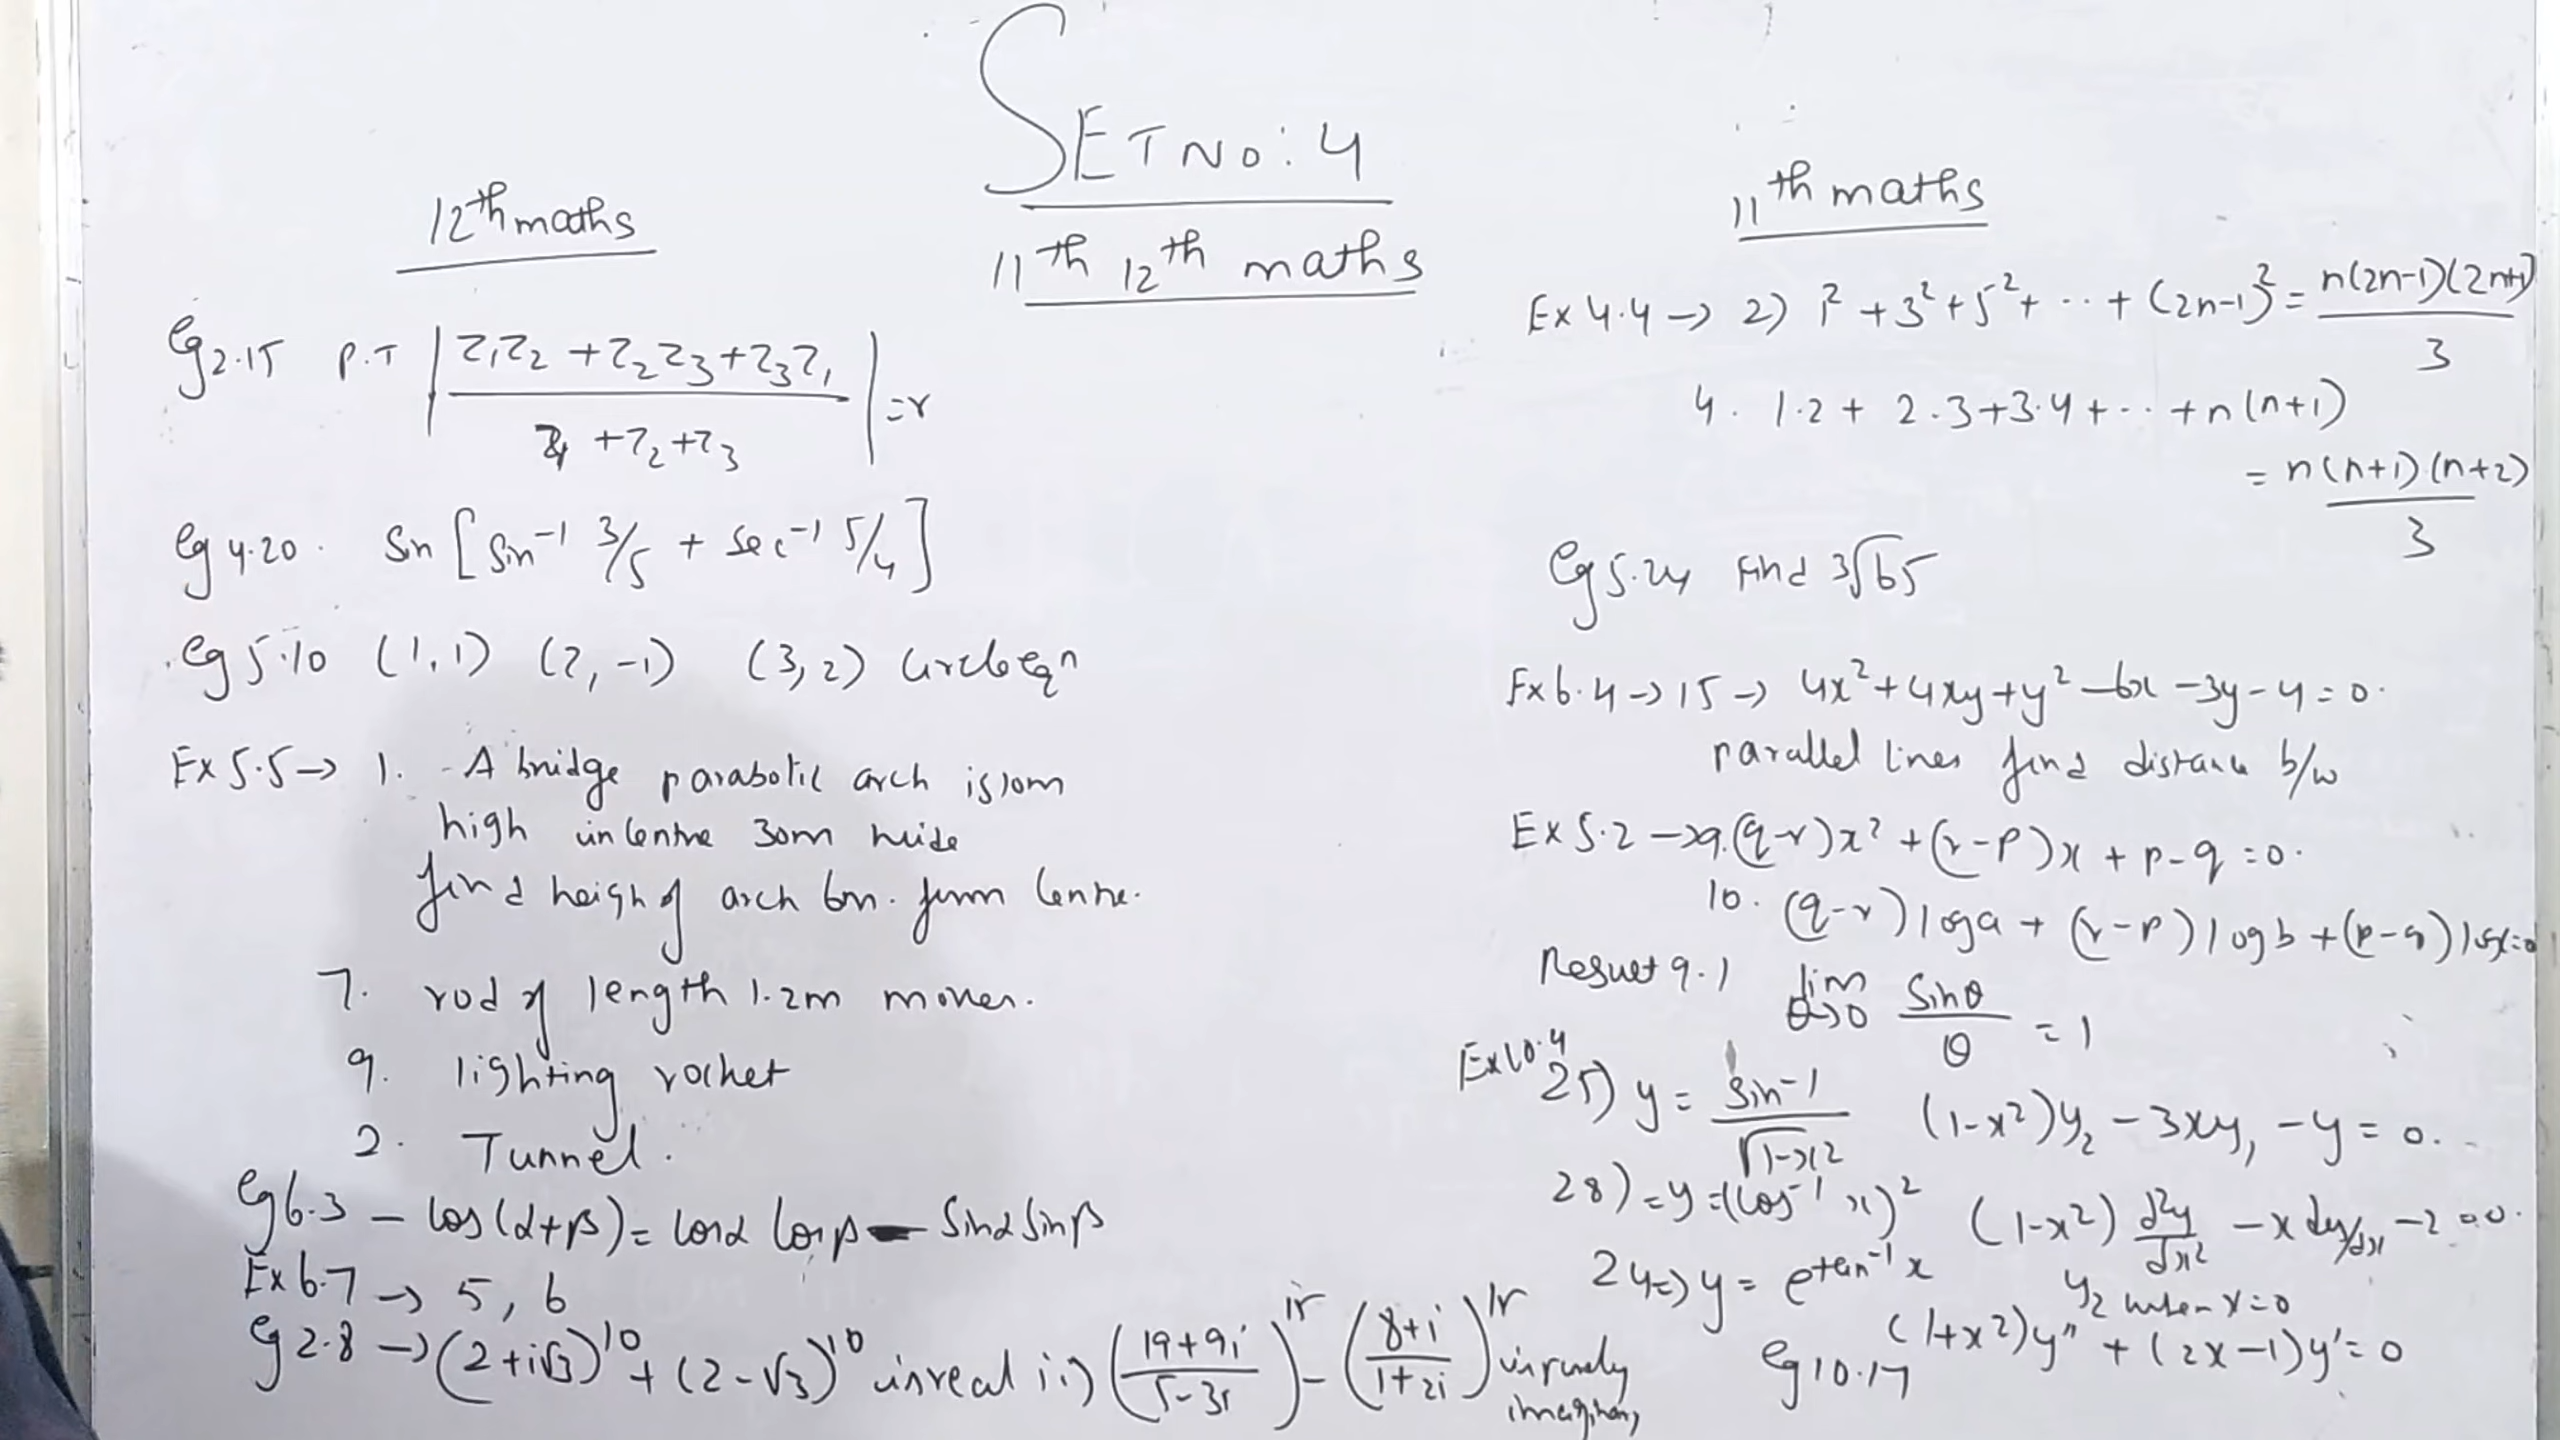 SET NO: 4
11th 12th maths
12th maths
Eg 2.15 P.T |z1z2 + z2z3 + z3z1 / z1 + z2 + z3| = r
Eg 4.20. Sin [Sin⁻¹ 3/5 + Sec⁻¹ 5/4]
Eg 5.10 (1,1) (2,-1) (3,2) Circle eqn
Ex 5.5 → 1. A bridge parabolic arch is 10m
high in Centre 30m wide
find heigh of arch 6m. from Centre.
7. rod of length 1.2m moves.
9. lighting rocket
2. Tunnel.
Eg 6.3 - Cos(α+β) = Cosα Cosβ - Sinα Sinβ
Ex 6.7 → 5, 6
Eg 2.8 → (2+i√3)¹⁰ + (2-√3)¹⁰ is real ii) (19+9i / 5-3i)¹⁵ - (8+i / 1+2i)¹⁵ is purely
imaginary
11th maths
Ex 4.4 → 2) 1² + 3² + 5² + ... + (2n-1)² = n(2n-1)(2n+1) / 3
4. 1.2 + 2.3 + 3.4 + ... + n(n+1)
= n(n+1)(n+2) / 3
Eg 5.24 Find ³√65
Ex 6.4 → 15 → 4x² + 4xy + y² - 6x - 3y - 4 = 0.
parallel lines find distance b/w
Ex 5.2 → 9. (q-r)x² + (r-p)x + p-q = 0.
10. (q-r) log a + (r-p) log b + (p-q) log c = 0
Result 9.1 lim θ→0 Sinθ / θ = 1
Ex 10.4
25) y = Sin⁻¹ / √1-x² (1-x²)y2 - 3xy1 - y = 0.
28) = y = (Cos⁻¹ x)² (1-x²) d²y/dx² - x dy/dx - 2 = 0.
y2 when x=0
24 => y = e^tan⁻¹x (1+x²)y" + (2x-1)y' = 0
Eg 10.17